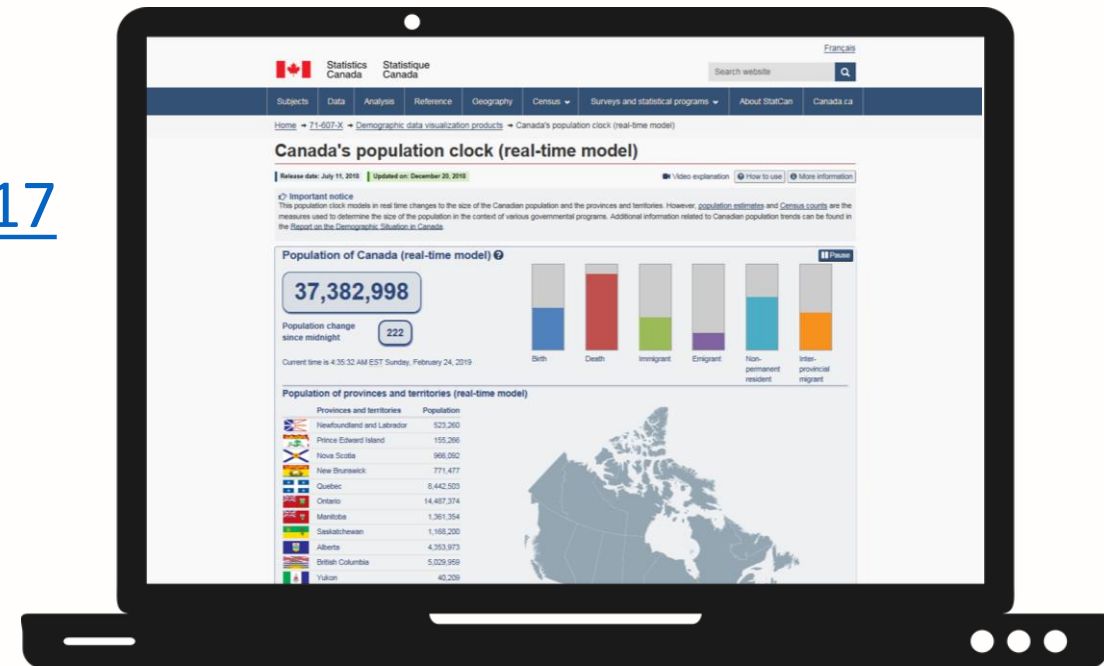 17
Français
Statistics Canada Statistique Canada
Search website
Subjects Data Analysis Reference Geography Census Surveys and statistical programs About StatCan Canada.ca
Home ➔ 71-607-X ➔ Demographic data visualization products ➔ Canada's population clock (real-time model)
Canada's population clock (real-time model)
Release date: July 11, 2018 Updated on: December 20, 2018 Video explanation How to use More information
Important notice
This population clock models in real time changes to the size of the Canadian population and the provinces and territories. However, population estimates and Census counts are the
measures used to determine the size of the population in the context of various governmental programs. Additional information related to Canadian population trends can be found in
the Report on the Demographic Situation in Canada.
Population of Canada (real-time model) Pause
37,382,998
Population change
since midnight 222
Current time is 4:35:32 AM EST Sunday, February 24, 2019
Birth Death Immigrant Emigrant Non-permanent resident Inter-provincial migrant
Population of provinces and territories (real-time model)
Provinces and territories Population
Newfoundland and Labrador 523,260
Prince Edward Island 155,266
Nova Scotia 966,092
New Brunswick 771,477
Quebec 8,442,503
Ontario 14,487,374
Manitoba 1,361,354
Saskatchewan 1,168,200
Alberta 4,353,973
British Columbia 5,029,959
Yukon 40,209